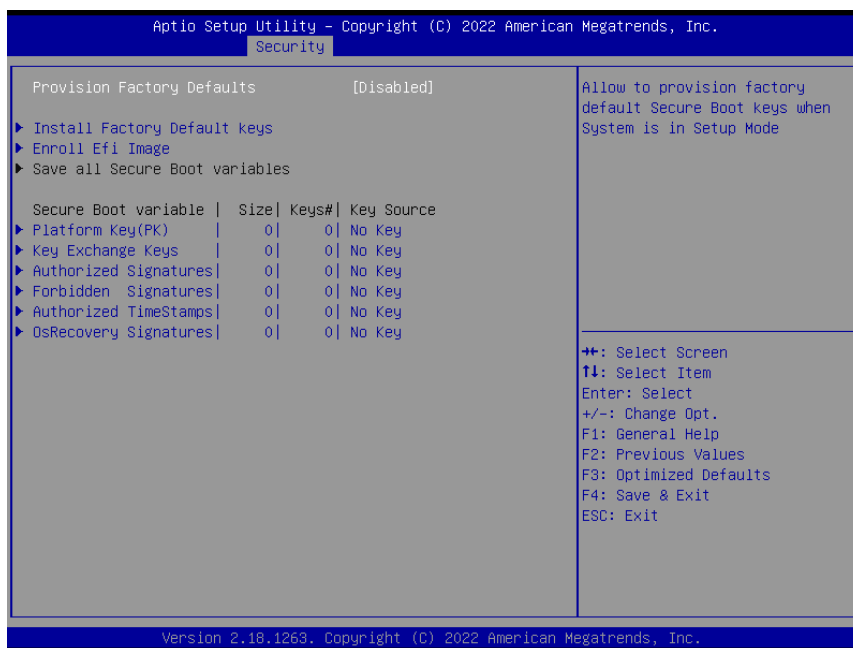 Aptio Setup Utility – Copyright (C) 2022 American Megatrends, Inc.
Security
Provision Factory Defaults [Disabled]
Install Factory Default keys
Enroll Efi Image
Save all Secure Boot variables
Secure Boot variable | Size| Keys#| Key Source
Platform Key(PK) | 0| 0| No Key
Key Exchange Keys | 0| 0| No Key
Authorized Signatures| 0| 0| No Key
Forbidden Signatures| 0| 0| No Key
Authorized TimeStamps| 0| 0| No Key
OsRecovery Signatures| 0| 0| No Key
Allow to provision factory
default Secure Boot keys when
System is in Setup Mode
→←: Select Screen
↑↓: Select Item
Enter: Select
+/-: Change Opt.
F1: General Help
F2: Previous Values
F3: Optimized Defaults
F4: Save & Exit
ESC: Exit
Version 2.18.1263. Copyright (C) 2022 American Megatrends, Inc.